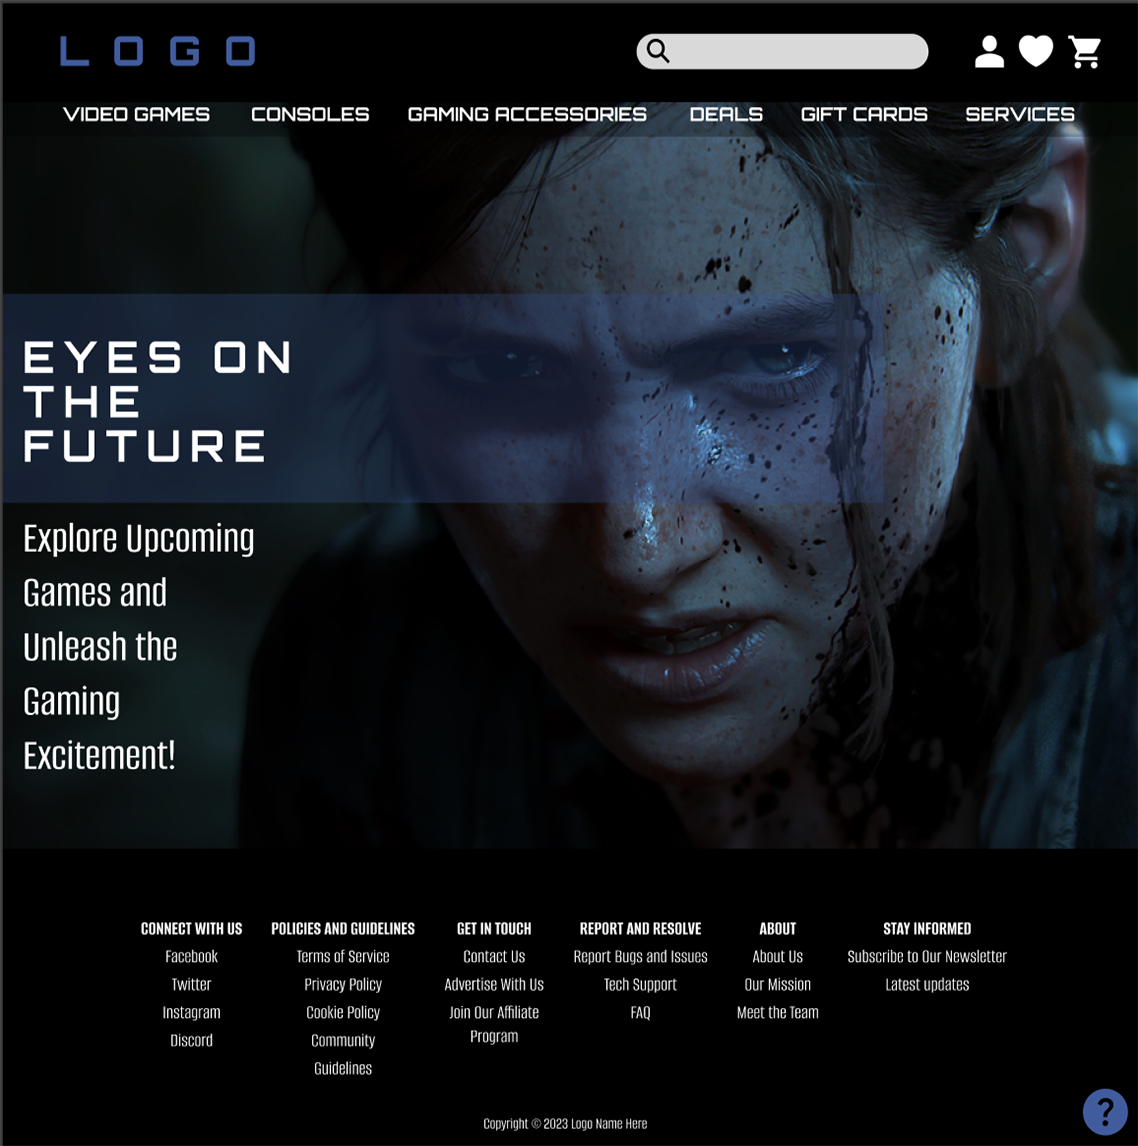 LOGO
VIDEO GAMES CONSOLES GAMING ACCESSORIES DEALS GIFT CARDS SERVICES
EYES ON
THE
FUTURE
Explore Upcoming
Games and
Unleash the
Gaming
Excitement!
CONNECT WITH US
Facebook
Twitter
Instagram
Discord
POLICIES AND GUIDELINES
Terms of Service
Privacy Policy
Cookie Policy
Community
Guidelines
GET IN TOUCH
Contact Us
Advertise With Us
Join Our Affiliate
Program
REPORT AND RESOLVE
Report Bugs and Issues
Tech Support
FAQ
ABOUT
About Us
Our Mission
Meet the Team
STAY INFORMED
Subscribe to Our Newsletter
Latest updates
Copyright © 2023 Logo Name Here
?